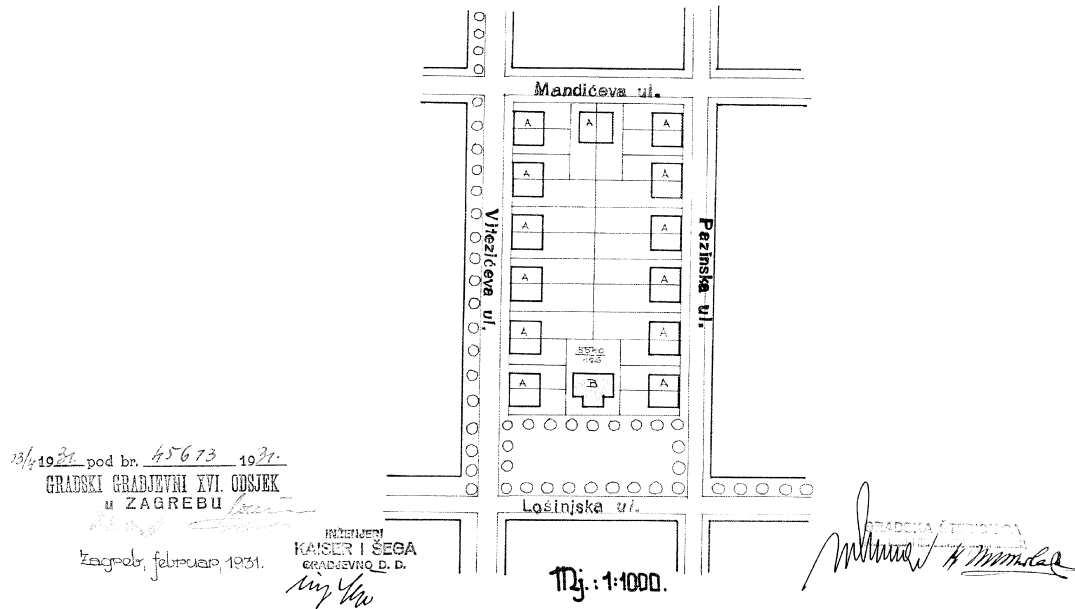 Mandićeva ul.
A A A
A A
Vitezićeva ul.
Pazinska ul.
A A
A A
A A
A B A
13/4 1931. pod br. 45613 1931.
GRADSKI GRADJEVNI XVI. ODSJEK
u ZAGREBU
Zagreb, februar, 1931.
INŽENJERI
KAISER I ŠEGA
GRADJEVNO D. D.
Lošinjska ul.
Mj.: 1:1000.
GRADSKA ŠTEDIONICA